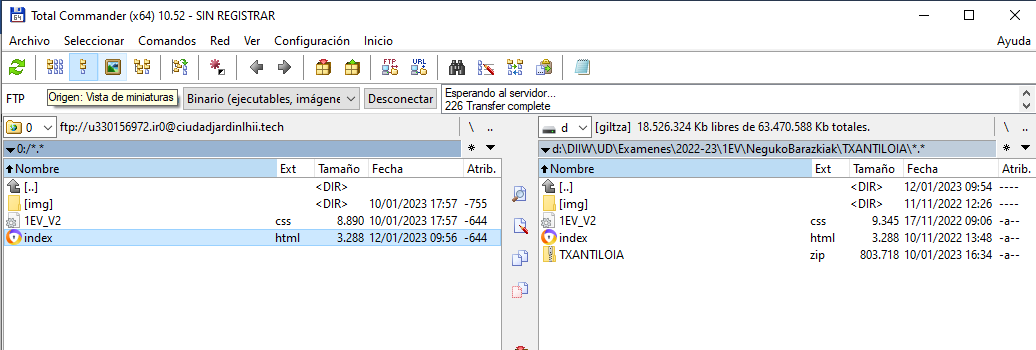 Total Commander (x64) 10.52 - SIN REGISTRAR
Archivo Seleccionar Comandos Red Ver Configuración Inicio Ayuda
FTP URL
FTP Origen: Vista de miniaturas Binario (ejecutables, imágene Desconectar
Esperando al servidor...
226 Transfer complete
0 ftp://u330156972.ir0@ciudadjardinlhii.tech \ ..
d [giltza] 18.526.324 Kb libres de 63.470.588 Kb totales. \ ..
0:/*.* * 
d:\DIIW\UD\Examenes\2022-23\1EV\NegukoBarazkiak\TXANTILOIA\*.* *
Nombre Ext Tamaño Fecha Atrib.
[..] <DIR>
[img] <DIR> 10/01/2023 17:57 -755
1EV_V2 css 8.890 10/01/2023 17:57 -644
index html 3.288 12/01/2023 09:56 -644
Nombre Ext Tamaño Fecha Atrib.
[..] <DIR> 12/01/2023 09:54 ----
[img] <DIR> 11/11/2022 12:26 ----
1EV_V2 css 9.345 17/11/2022 09:06 -a--
index html 3.288 10/11/2022 13:48 -a--
TXANTILOIA zip 803.718 10/01/2023 16:34 -a--